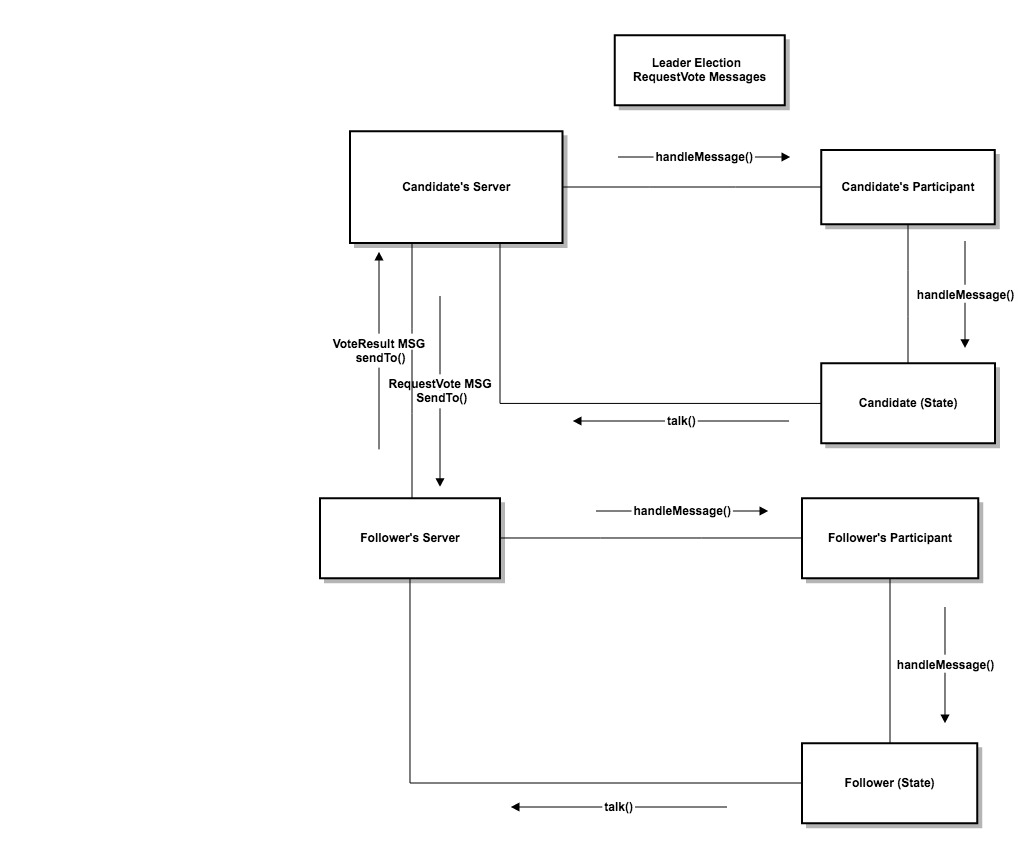 Leader Election
RequestVote Messages
handleMessage()
Candidate's Server
Candidate's Participant
handleMessage()
VoteResult MSG
sendTo()
RequestVote MSG
SendTo()
Candidate (State)
talk()
handleMessage()
Follower's Server
Follower's Participant
handleMessage()
Follower (State)
talk()